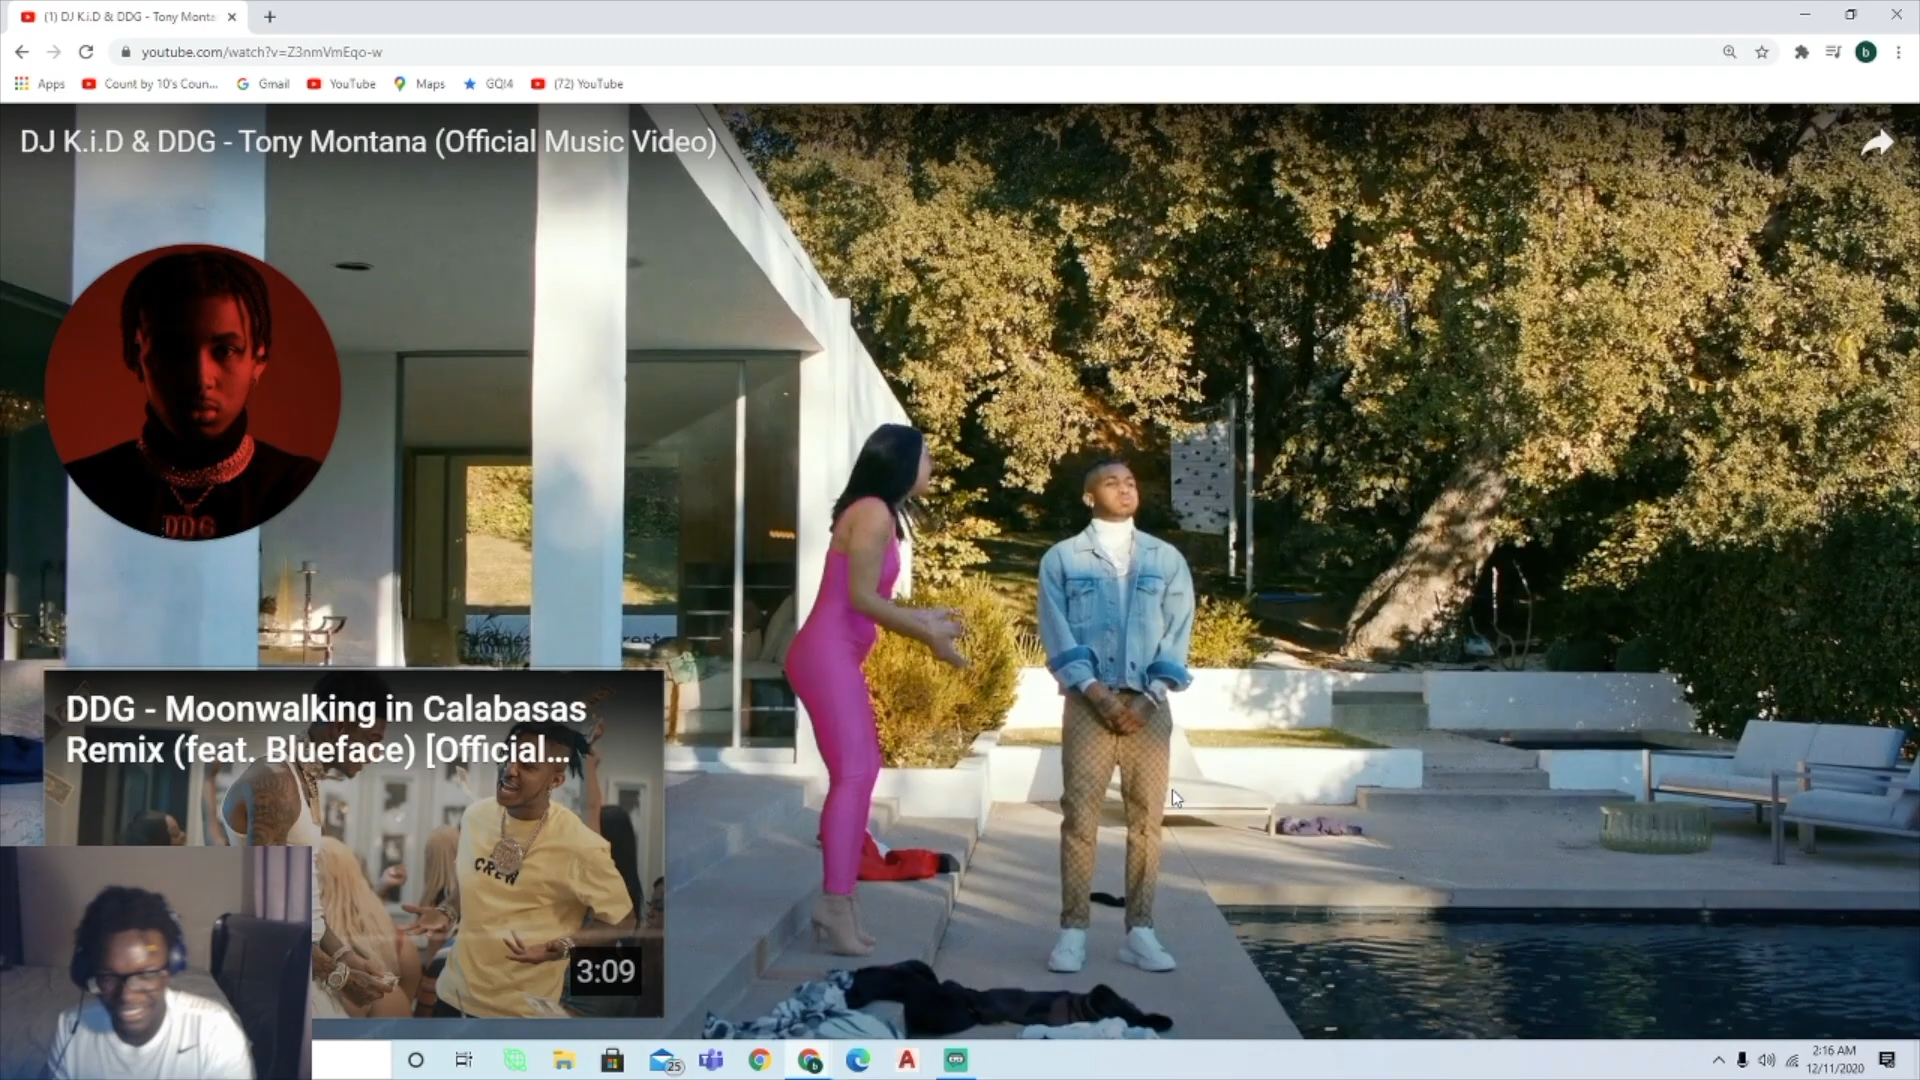 (1) DJ K.i.D & DDG - Tony Monta
youtube.com/watch?v=Z3nmVmEqo-w
Apps
Count by 10's Coun...
Gmail
YouTube
Maps
GQ!4
(72) YouTube
DJ K.i.D & DDG - Tony Montana (Official Music Video)
DDG
DDG - Moonwalking in Calabasas
Remix (feat. Blueface) [Official...
CREW
3:09
25
b
b
2:16 AM
12/11/2020